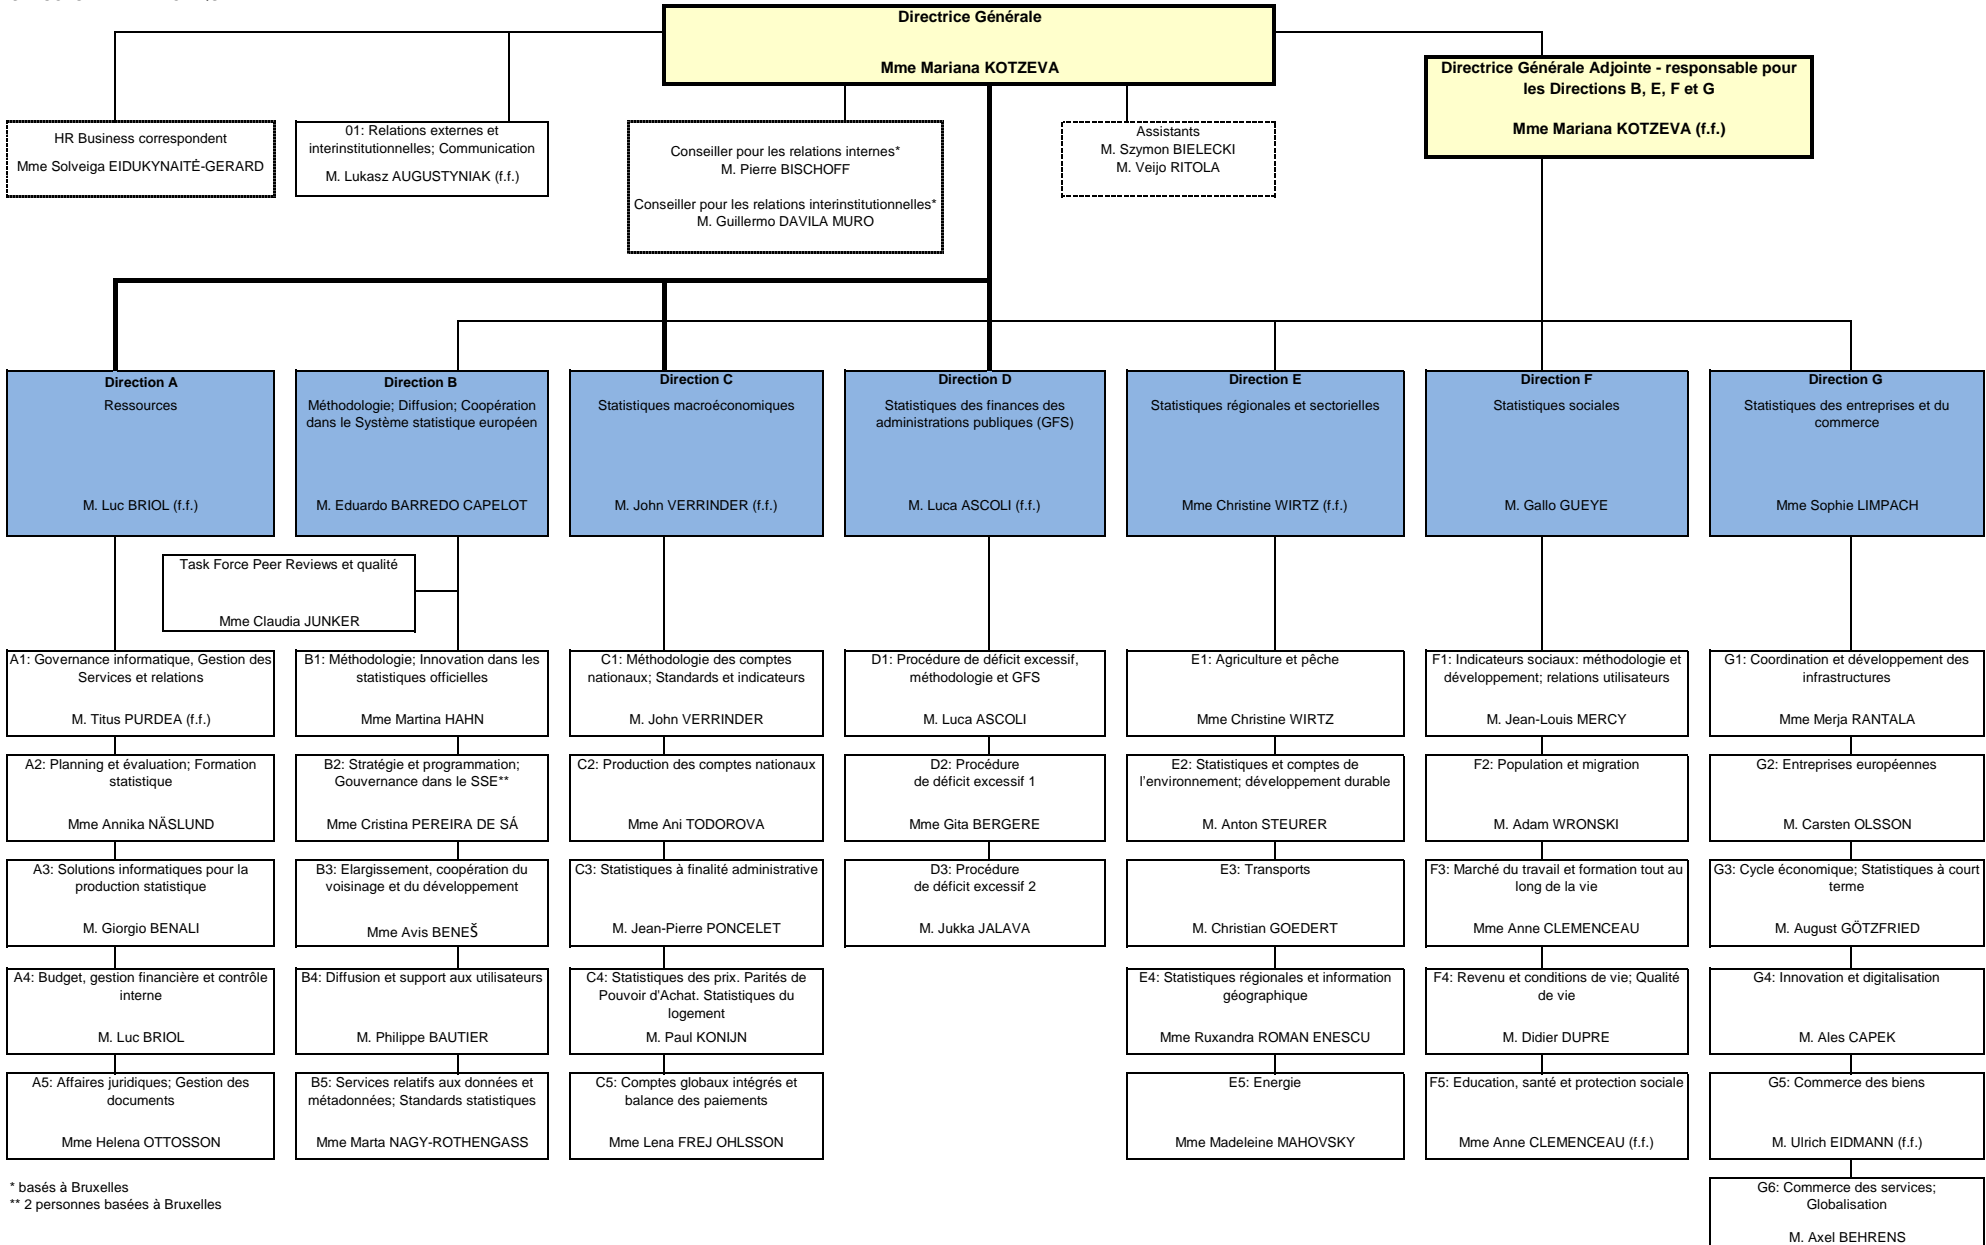 Directrice Générale
Mme Mariana KOTZEVA
Directrice Générale Adjointe - responsable pour
les Directions B, E, F et G
Mme Mariana KOTZEVA (f.f.)
HR Business correspondent
Mme Solveiga EIDUKYNAITĖ-GERARD
01: Relations externes et
interinstitutionnelles; Communication
M. Lukasz AUGUSTYNIAK (f.f.)
Conseiller pour les relations internes*
M. Pierre BISCHOFF
Conseiller pour les relations interinstitutionnelles*
M. Guillermo DAVILA MURO
Assistants
M. Szymon BIELECKI
M. Veijo RITOLA
Direction A
Ressources
M. Luc BRIOL (f.f.)
Direction B
Méthodologie; Diffusion; Coopération
dans le Système statistique européen
M. Eduardo BARREDO CAPELOT
Direction C
Statistiques macroéconomiques
M. John VERRINDER (f.f.)
Direction D
Statistiques des finances des
administrations publiques (GFS)
M. Luca ASCOLI (f.f.)
Direction E
Statistiques régionales et sectorielles
Mme Christine WIRTZ (f.f.)
Direction F
Statistiques sociales
M. Gallo GUEYE
Direction G
Statistiques des entreprises et du
commerce
Mme Sophie LIMPACH
Task Force Peer Reviews et qualité
Mme Claudia JUNKER
A1: Governance informatique, Gestion des
Services et relations
M. Titus PURDEA (f.f.)
B1: Méthodologie; Innovation dans les
statistiques officielles
Mme Martina HAHN
C1: Méthodologie des comptes
nationaux; Standards et indicateurs
M. John VERRINDER
D1: Procédure de déficit excessif,
méthodologie et GFS
M. Luca ASCOLI
E1: Agriculture et pêche
Mme Christine WIRTZ
F1: Indicateurs sociaux: méthodologie et
développement; relations utilisateurs
M. Jean-Louis MERCY
G1: Coordination et développement des
infrastructures
Mme Merja RANTALA
A2: Planning et évaluation; Formation
statistique
Mme Annika NÄSLUND
B2: Stratégie et programmation;
Gouvernance dans le SSE**
Mme Cristina PEREIRA DE SÁ
C2: Production des comptes nationaux
Mme Ani TODOROVA
D2: Procédure
de déficit excessif 1
Mme Gita BERGERE
E2: Statistiques et comptes de
l'environnement; développement durable
M. Anton STEURER
F2: Population et migration
M. Adam WRONSKI
G2: Entreprises européennes
M. Carsten OLSSON
A3: Solutions informatiques pour la
production statistique
M. Giorgio BENALI
B3: Elargissement, coopération du
voisinage et du développement
Mme Avis BENEŠ
C3: Statistiques à finalité administrative
M. Jean-Pierre PONCELET
D3: Procédure
de déficit excessif 2
M. Jukka JALAVA
E3: Transports
M. Christian GOEDERT
F3: Marché du travail et formation tout au
long de la vie
Mme Anne CLEMENCEAU
G3: Cycle économique; Statistiques à court
terme
M. August GÖTZFRIED
A4: Budget, gestion financière et contrôle
interne
M. Luc BRIOL
B4: Diffusion et support aux utilisateurs
M. Philippe BAUTIER
C4: Statistiques des prix. Parités de
Pouvoir d'Achat. Statistiques du
logement
M. Paul KONIJN
E4: Statistiques régionales et information
géographique
Mme Ruxandra ROMAN ENESCU
F4: Revenu et conditions de vie; Qualité
de vie
M. Didier DUPRE
G4: Innovation et digitalisation
M. Ales CAPEK
A5: Affaires juridiques; Gestion des
documents
Mme Helena OTTOSSON
B5: Services relatifs aux données et
métadonnées; Standards statistiques
Mme Marta NAGY-ROTHENGASS
C5: Comptes globaux intégrés et
balance des paiements
Mme Lena FREJ OHLSSON
E5: Energie
Mme Madeleine MAHOVSKY
F5: Education, santé et protection sociale
Mme Anne CLEMENCEAU (f.f.)
G5: Commerce des biens
M. Ulrich EIDMANN (f.f.)
* basés à Bruxelles
** 2 personnes basées à Bruxelles
G6: Commerce des services;
Globalisation
M. Axel BEHRENS